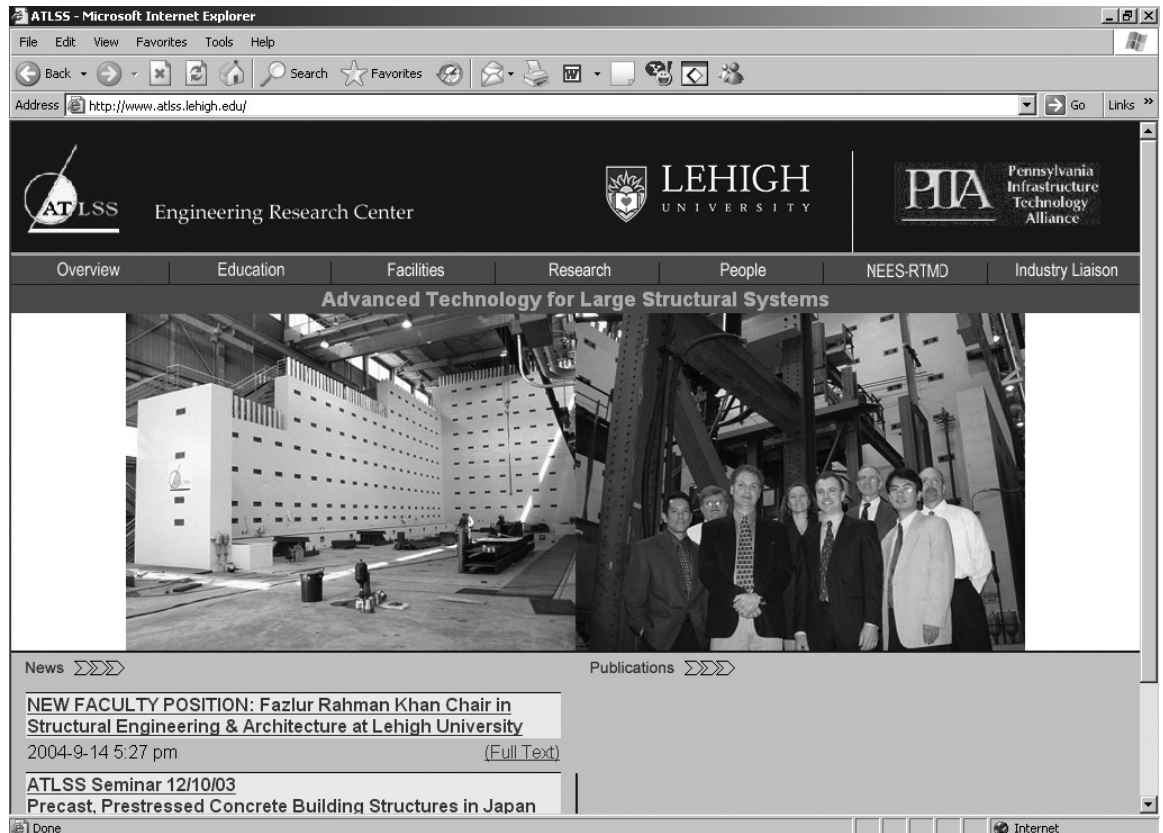 ATLSS - Microsoft Internet Explorer
File Edit View Favorites Tools Help
Back Search Favorites
Address http://www.atlss.lehigh.edu/ Go Links »
ATLSS Engineering Research Center
LEHIGH
UNIVERSITY
PITA
Pennsylvania
Infrastructure
Technology
Alliance
Overview Education Facilities Research People NEES-RTMD Industry Liaison
Advanced Technology for Large Structural Systems
News Publications
NEW FACULTY POSITION: Fazlur Rahman Khan Chair in
Structural Engineering & Architecture at Lehigh University
2004-9-14 5:27 pm (Full Text)
ATLSS Seminar 12/10/03
Precast, Prestressed Concrete Building Structures in Japan
Done Internet